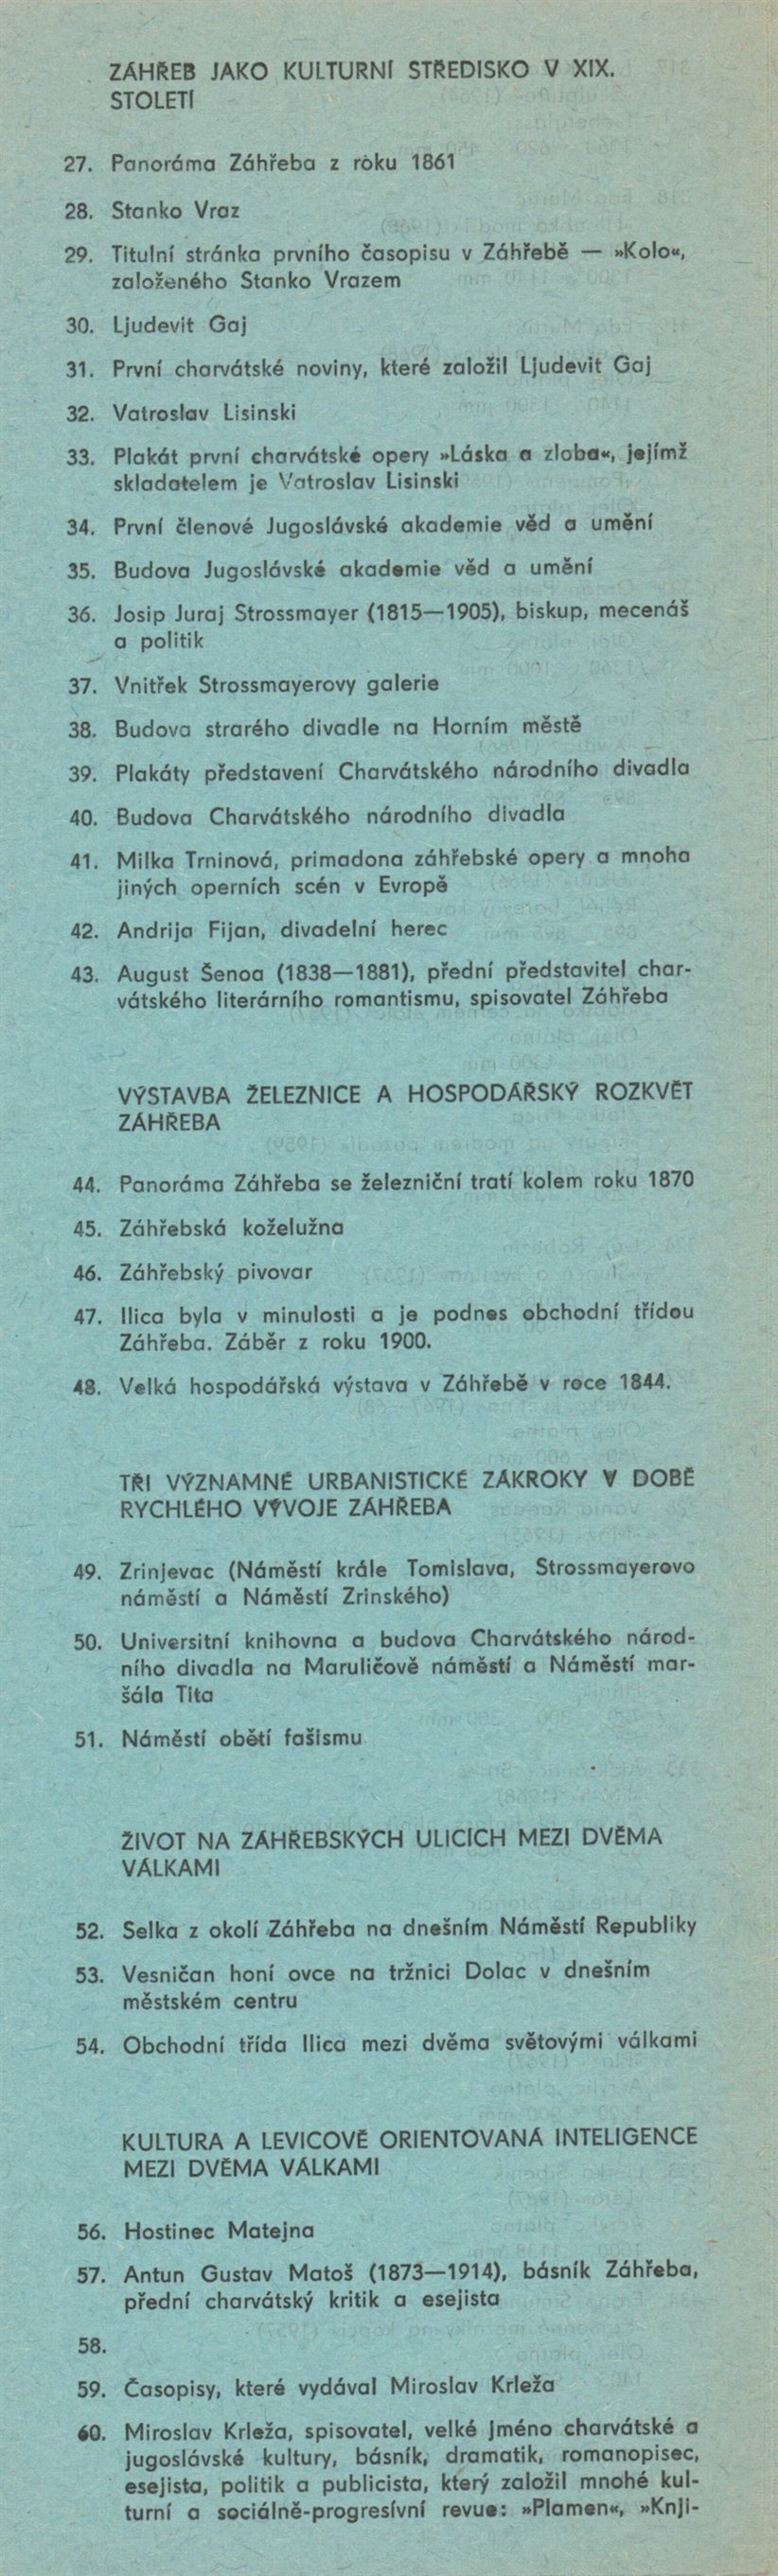 ZÁHŘEB JAKO KULTURNÍ STŘEDISKO V XIX.
STOLETÍ
27. Panoráma Záhřeba z roku 1861
28. Stanko Vraz
29. Titulní stránka prvního časopisu v Záhřebě — »Kolo«,
založeného Stanko Vrazem
30. Ljudevit Gaj
31. První charvátské noviny, které založil Ljudevit Gaj
32. Vatroslav Lisinski
33. Plakát první charvátské opery »Láska a zloba«, jejímž
skladatelem je Vatroslav Lisinski
34. První členové Jugoslávské akademie věd a umění
35. Budova Jugoslávské akademie věd a umění
36. Josip Juraj Strossmayer (1815—1905), biskup, mecenáš
a politik
37. Vnitřek Strossmayerovy galerie
38. Budova strarého divadle na Horním městě
39. Plakáty představení Charvátského národního divadla
40. Budova Charvátského národního divadla
41. Milka Trninová, primadona záhřebské opery a mnoha
jiných operních scén v Evropě
42. Andrija Fijan, divadelní herec
43. August Šenoa (1838—1881), přední představitel char-
vátského literárního romantismu, spisovatel Záhřeba
VÝSTAVBA ŽELEZNICE A HOSPODÁŘSKÝ ROZKVĚT
ZÁHŘEBA
44. Panoráma Záhřeba se železniční tratí kolem roku 1870
45. Záhřebská koželužna
46. Záhřebský pivovar
47. Ilica byla v minulosti a je podnes obchodní třídou
Záhřeba. Záběr z roku 1900.
48. Velká hospodářská výstava v Záhřebě v roce 1844.
TŘI VÝZNAMNÉ URBANISTICKÉ ZÁKROKY V DOBĚ
RYCHLÉHO VÝVOJE ZÁHŘEBA
49. Zrinjevac (Náměstí krále Tomislava, Strossmayerovo
náměstí a Náměstí Zrinského)
50. Universitní knihovna a budova Charvátského národ-
ního divadla na Maruličově náměstí a Náměstí mar-
šála Tita
51. Náměstí obětí fašismu
ŽIVOT NA ZÁHŘEBSKÝCH ULICÍCH MEZI DVĚMA
VÁLKAMI
52. Selka z okolí Záhřeba na dnešním Náměstí Republiky
53. Vesničan honí ovce na tržnici Dolac v dnešním
městském centru
54. Obchodní třída Ilica mezi dvěma světovými válkami
KULTURA A LEVICOVĚ ORIENTOVANÁ INTELIGENCE
MEZI DVĚMA VÁLKAMI
56. Hostinec Matejna
57. Antun Gustav Matoš (1873—1914), básník Záhřeba,
přední charvátský kritik a esejista
58.
59. Časopisy, které vydával Miroslav Krleža
60. Miroslav Krleža, spisovatel, velké jméno charvátské a
jugoslávské kultury, básník, dramatik, romanopisec,
esejista, politik a publicista, který založil mnohé kul-
turní a sociálně-progresívní revue: »Plamen«, »Knji-